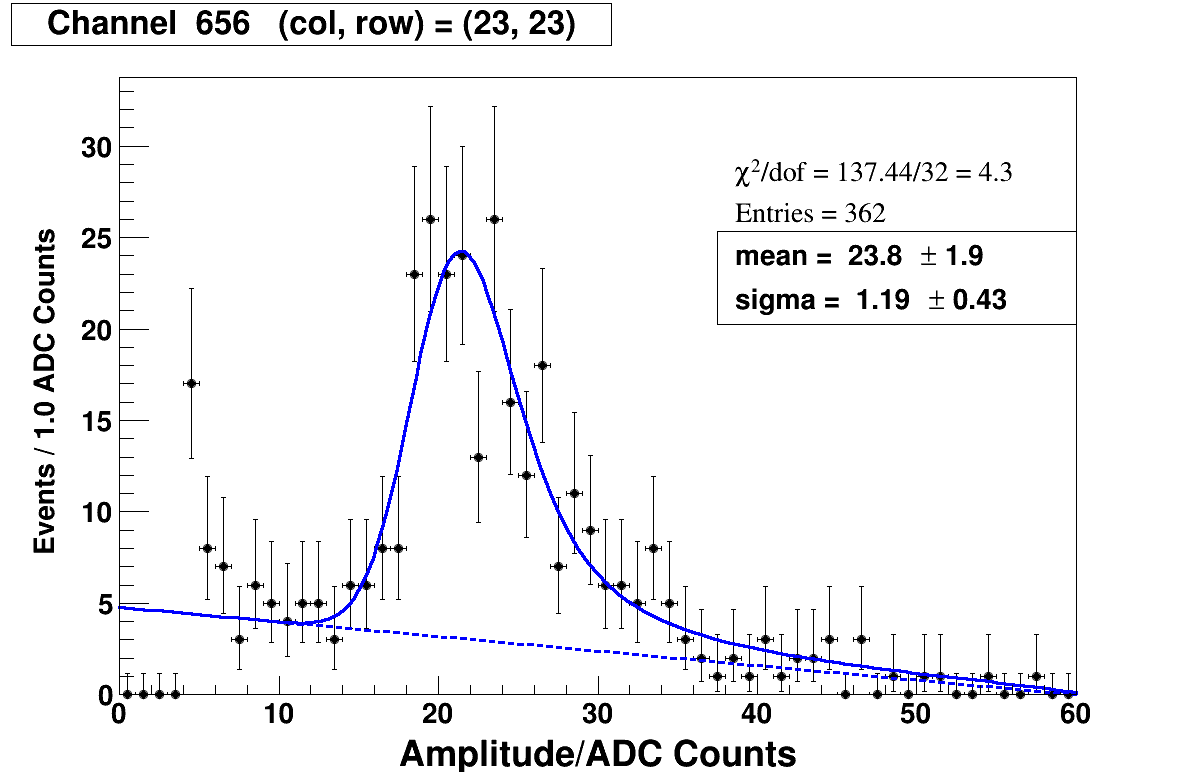 Channel 656 (col, row) = (23, 23)
χ²/dof = 137.44/32 = 4.3
Entries = 362
mean = 23.8 ± 1.9
sigma = 1.19 ± 0.43
Events / 1.0 ADC Counts
30
25
20
15
10
5
0
0 10 20 30 40 50 60
Amplitude/ADC Counts